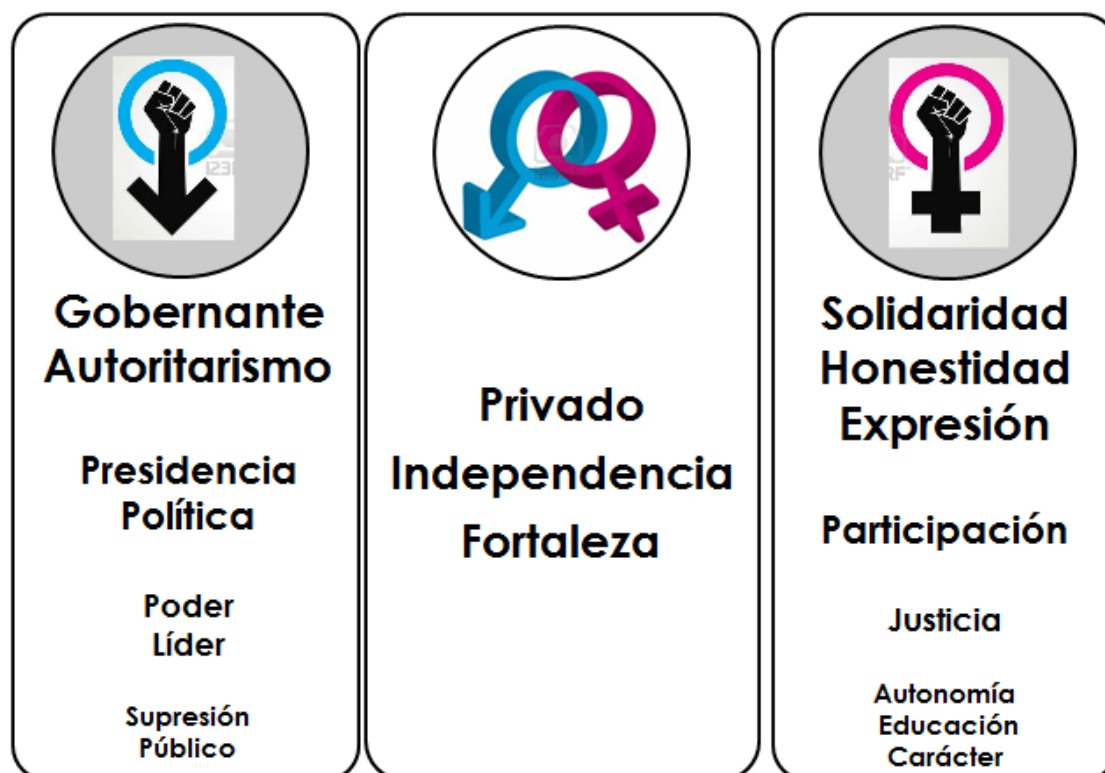 Gobernante
Autoritarismo
Presidencia
Política
Poder
Líder
Supresión
Público
Privado
Independencia
Fortaleza
Solidaridad
Honestidad
Expresión
Participación
Justicia
Autonomía
Educación
Carácter